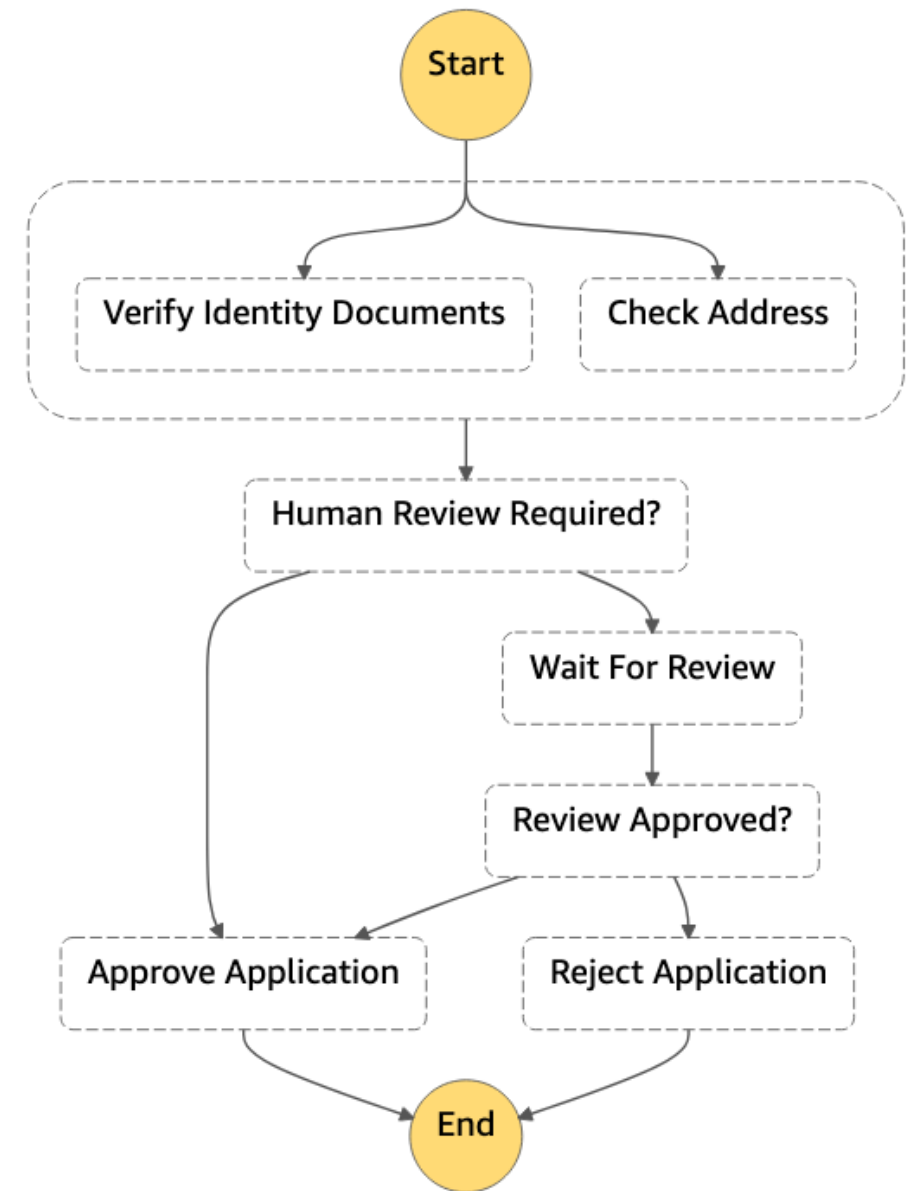 Start
Verify Identity Documents
Check Address
Human Review Required?
Wait For Review
Review Approved?
Approve Application
Reject Application
End